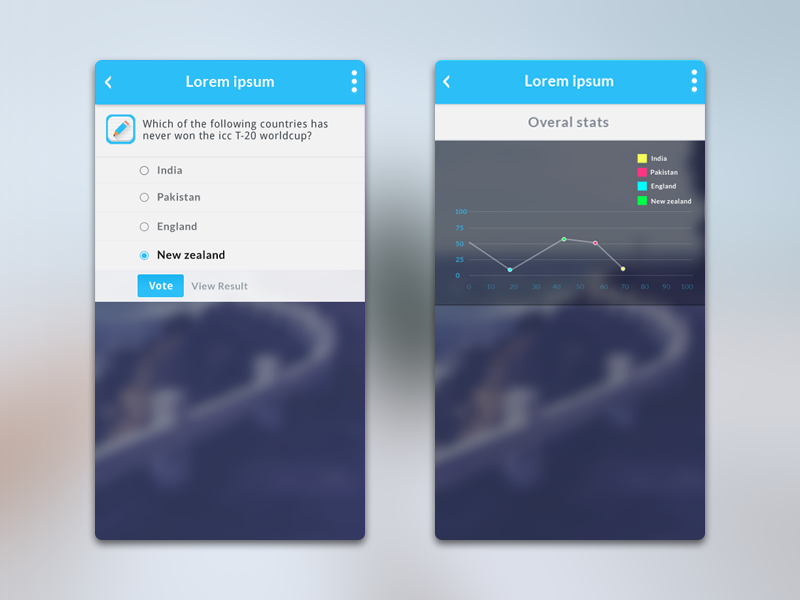 Lorem ipsum
Which of the following countries has
never won the icc T-20 worldcup?
India
Pakistan
England
New zealand
Vote View Result
Lorem ipsum
Overal stats
India
Pakistan
England
New zealand
100
75
50
25
0
0 10 20 30 40 50 60 70 80 90 100